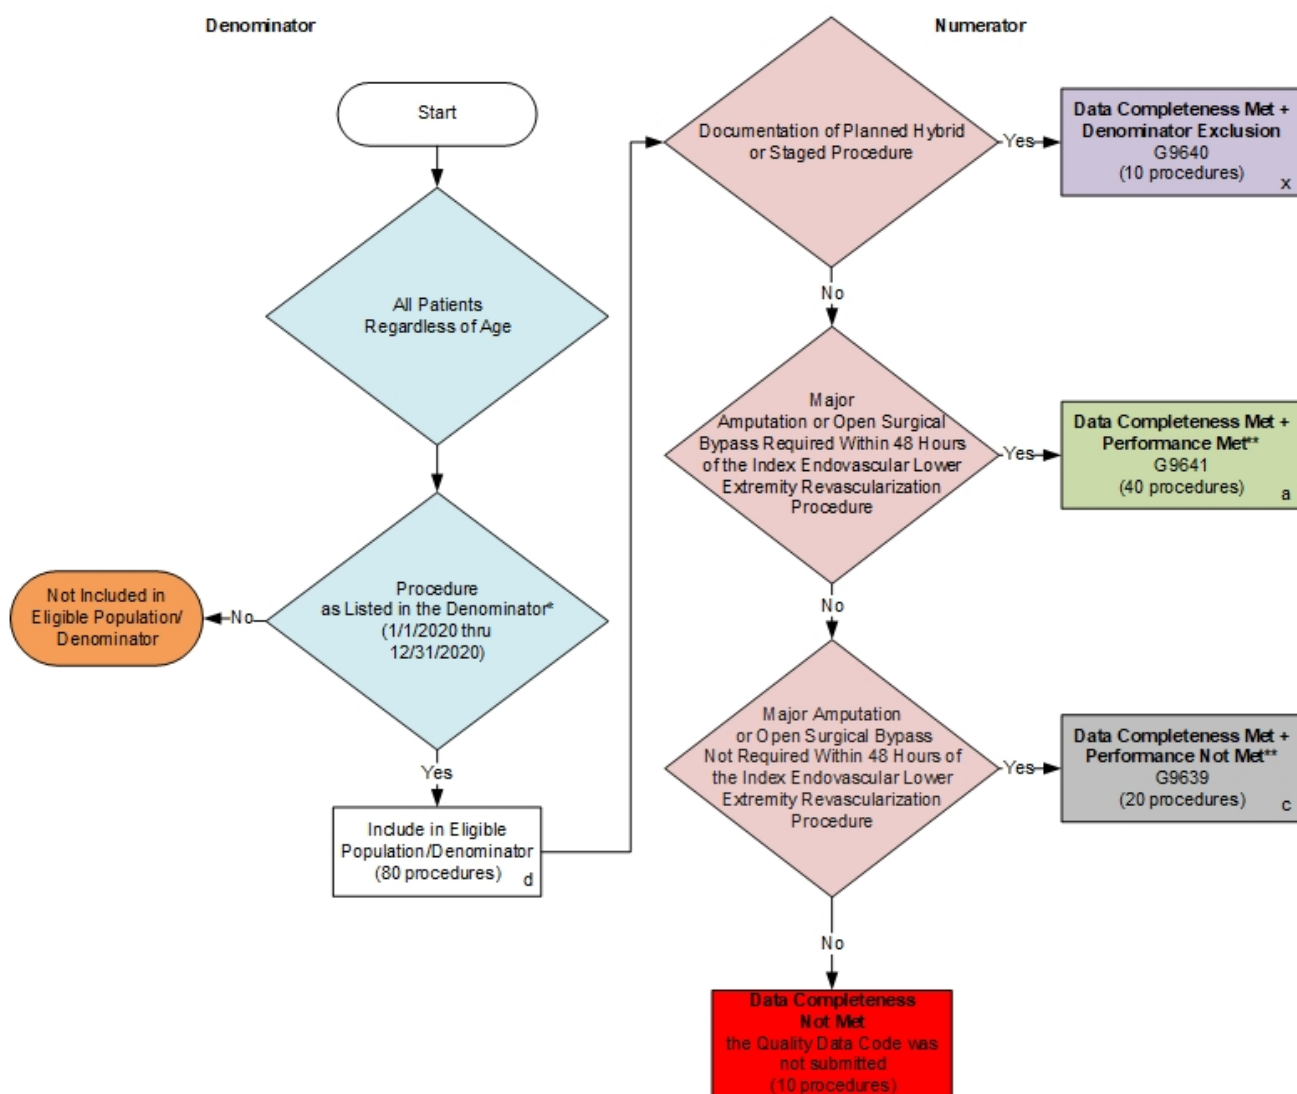 Denominator
Numerator
Start
All Patients
Regardless of Age
Procedure
as Listed in the Denominator*
(1/1/2020 thru
12/31/2020)
No
Not Included in
Eligible Population/
Denominator
Yes
Include in Eligible
Population/Denominator
(80 procedures)
d
Documentation of Planned Hybrid
or Staged Procedure
Yes
Data Completeness Met +
Denominator Exclusion
G9640
(10 procedures)
x
No
Major
Amputation or Open Surgical
Bypass Required Within 48 Hours
of the Index Endovascular Lower
Extremity Revascularization
Procedure
Yes
Data Completeness Met +
Performance Met**
G9641
(40 procedures)
a
No
Major Amputation
or Open Surgical Bypass
Not Required Within 48 Hours of
the Index Endovascular Lower
Extremity Revascularization
Procedure
Yes
Data Completeness Met +
Performance Not Met**
G9639
(20 procedures)
c
No
Data Completeness
Not Met
the Quality Data Code was
not submitted
(10 procedures)